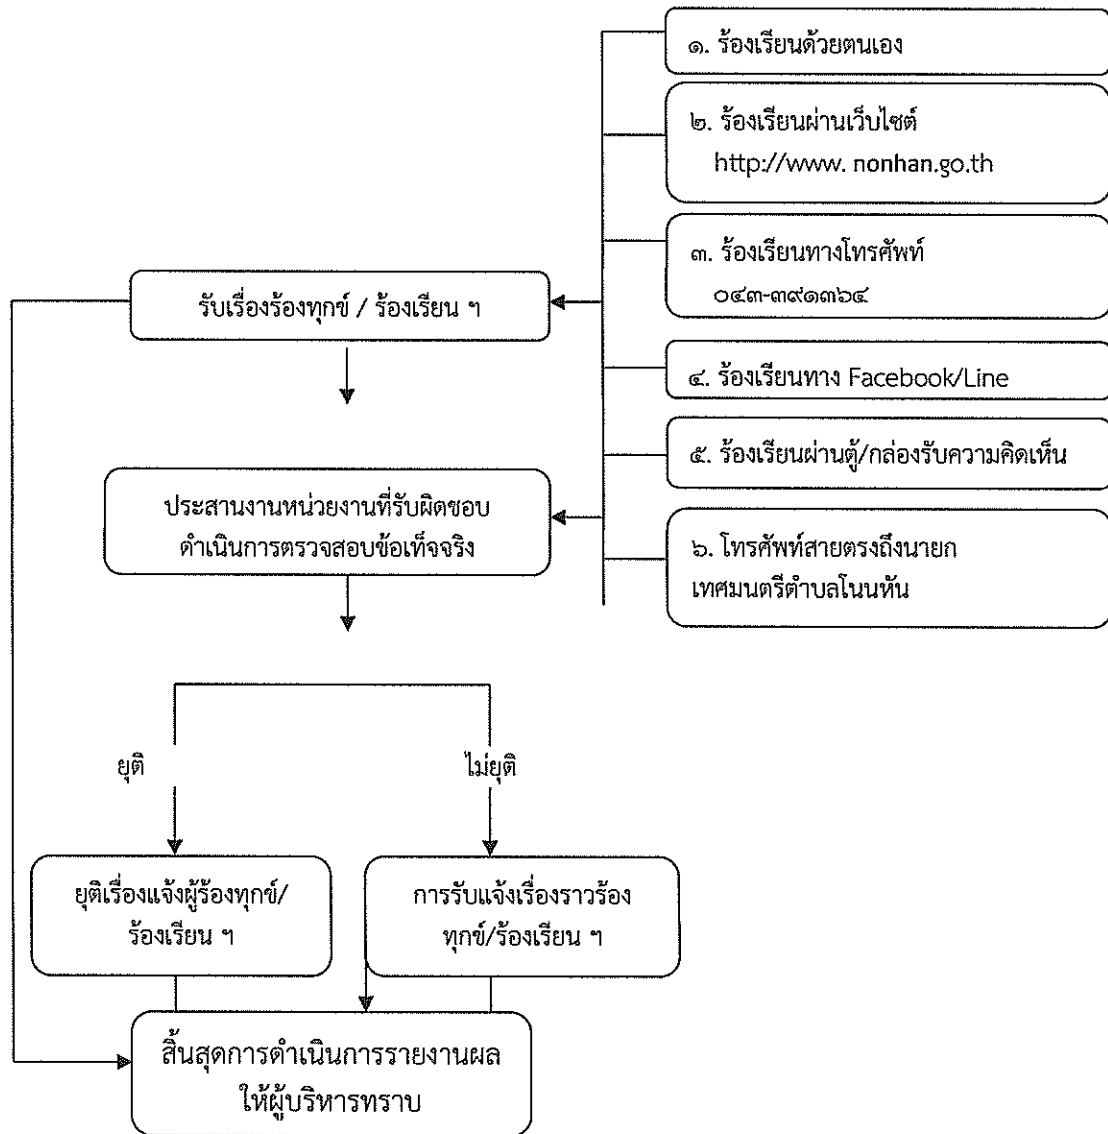 ๑. ร้องเรียนด้วยตนเอง
๒. ร้องเรียนผ่านเว็บไซต์
http://www. nonhan.go.th
๓. ร้องเรียนทางโทรศัพท์
๐๔๓-๓๙๑๓๖๔
๔. ร้องเรียนทาง Facebook/Line
๕. ร้องเรียนผ่านตู้/กล่องรับความคิดเห็น
๖. โทรศัพท์สายตรงถึงนายก
เทศมนตรีตำบลโนนหัน
รับเรื่องร้องทุกข์ / ร้องเรียน ฯ
ประสานงานหน่วยงานที่รับผิดชอบ
ดำเนินการตรวจสอบข้อเท็จจริง
ยุติ
ไม่ยุติ
ยุติเรื่องแจ้งผู้ร้องทุกข์/
ร้องเรียน ฯ
การรับแจ้งเรื่องราวร้อง
ทุกข์/ร้องเรียน ฯ
สิ้นสุดการดำเนินการรายงานผล
ให้ผู้บริหารทราบ